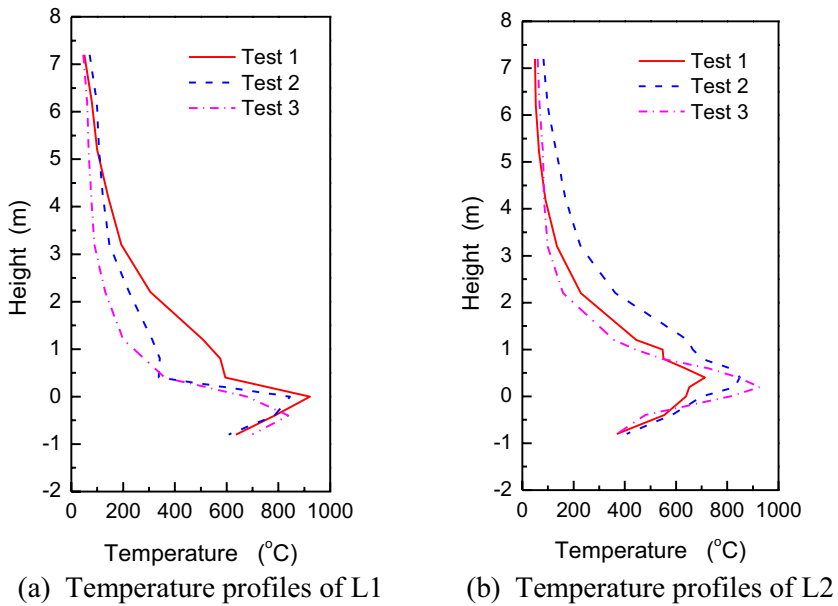 8
7
6
5
4
3
2
1
0
-1
-2
Height (m)
Test 1
Test 2
Test 3
0 200 400 600 800 1000
Temperature (°C)
(a) Temperature profiles of L1
8
7
6
5
4
3
2
1
0
-1
-2
Height (m)
Test 1
Test 2
Test 3
0 200 400 600 800 1000
Temperature (°C)
(b) Temperature profiles of L2